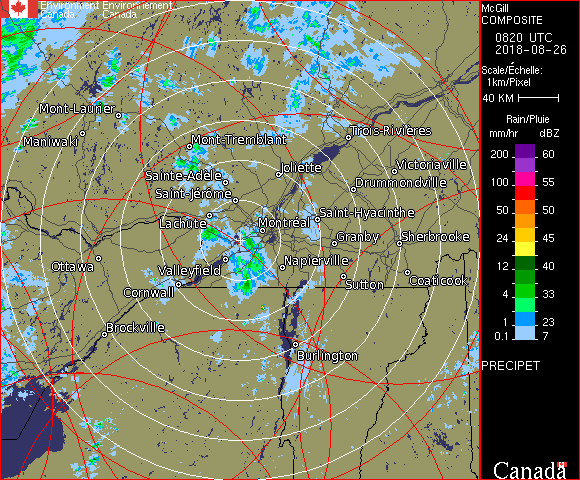 Environment Environnement
Canada Canada
McGill
COMPOSITE
0820 UTC
2018-08-26
Scale/Échelle:
1km/Pixel
40 KM
Rain/Pluie
mm/hr dBZ
200 60
100 55
50 50
24 45
12 40
4 33
1 23
0.1 7
PRECIPET
Mont-Laurier
Maniwaki
Mont-Tremblant
Trois-Rivières
Sainte-Adèle
Joliette
Victoriaville
Saint-Jérôme
Drummondville
Lachute
Montréal
Saint-Hyacinthe
Granby
Sherbrooke
Ottawa
Valleyfield
Napierville
Cornwall
Sutton
Coaticook
Brockville
Burlington
Canada